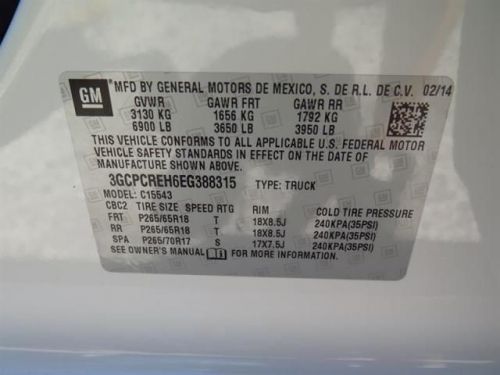 GM
MFD BY GENERAL MOTORS DE MEXICO, S. DE R.L. DE C.V. 02/14
GVWR GAWR FRT GAWR RR
3130 KG 1656 KG 1792 KG
6900 LB 3650 LB 3950 LB
THIS VEHICLE CONFORMS TO ALL APPLICABLE U.S. FEDERAL MOTOR
VEHICLE SAFETY STANDARDS IN EFFECT ON THE DATE OF
MANUFACTURE SHOWN ABOVE.
3GCPCREH6EG388315 TYPE: TRUCK
MODEL: C15543
CBC2 TIRE SIZE SPEED RTG RIM COLD TIRE PRESSURE
FRT P265/65R18 T 18X8.5J 240KPA(35PSI)
RR P265/65R18 T 18X8.5J 240KPA(35PSI)
SPA P265/70R17 S 17X7.5J 240KPA(35PSI)
SEE OWNER'S MANUAL FOR MORE INFORMATION.